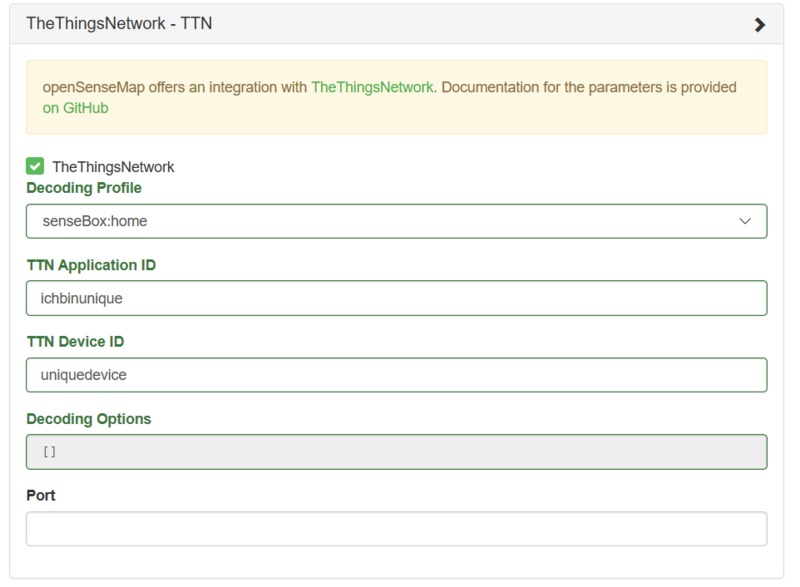 TheThingsNetwork - TTN
openSenseMap offers an integration with TheThingsNetwork. Documentation for the parameters is provided
on GitHub
TheThingsNetwork
Decoding Profile
senseBox:home
TTN Application ID
ichbinunique
TTN Device ID
uniquedevice
Decoding Options
[]
Port